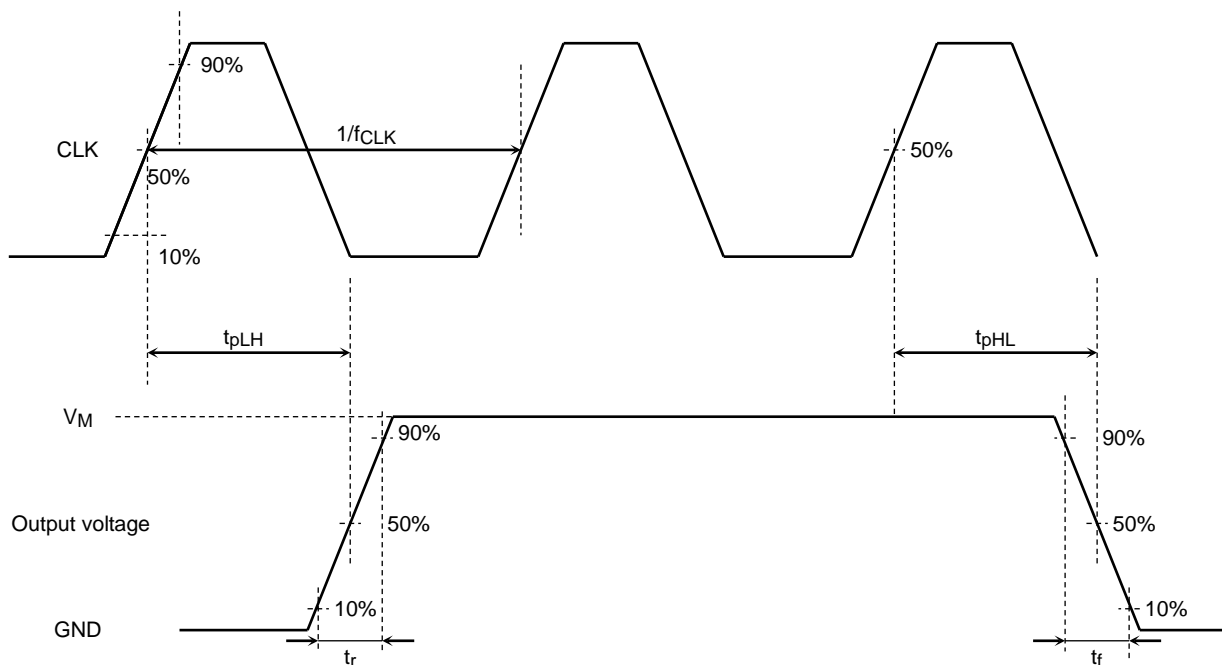 90%
1/fCLK
CLK
50%
50%
10%
tpLH
tpHL
VM
90%
90%
Output voltage
50%
50%
10%
10%
GND
tr
tf